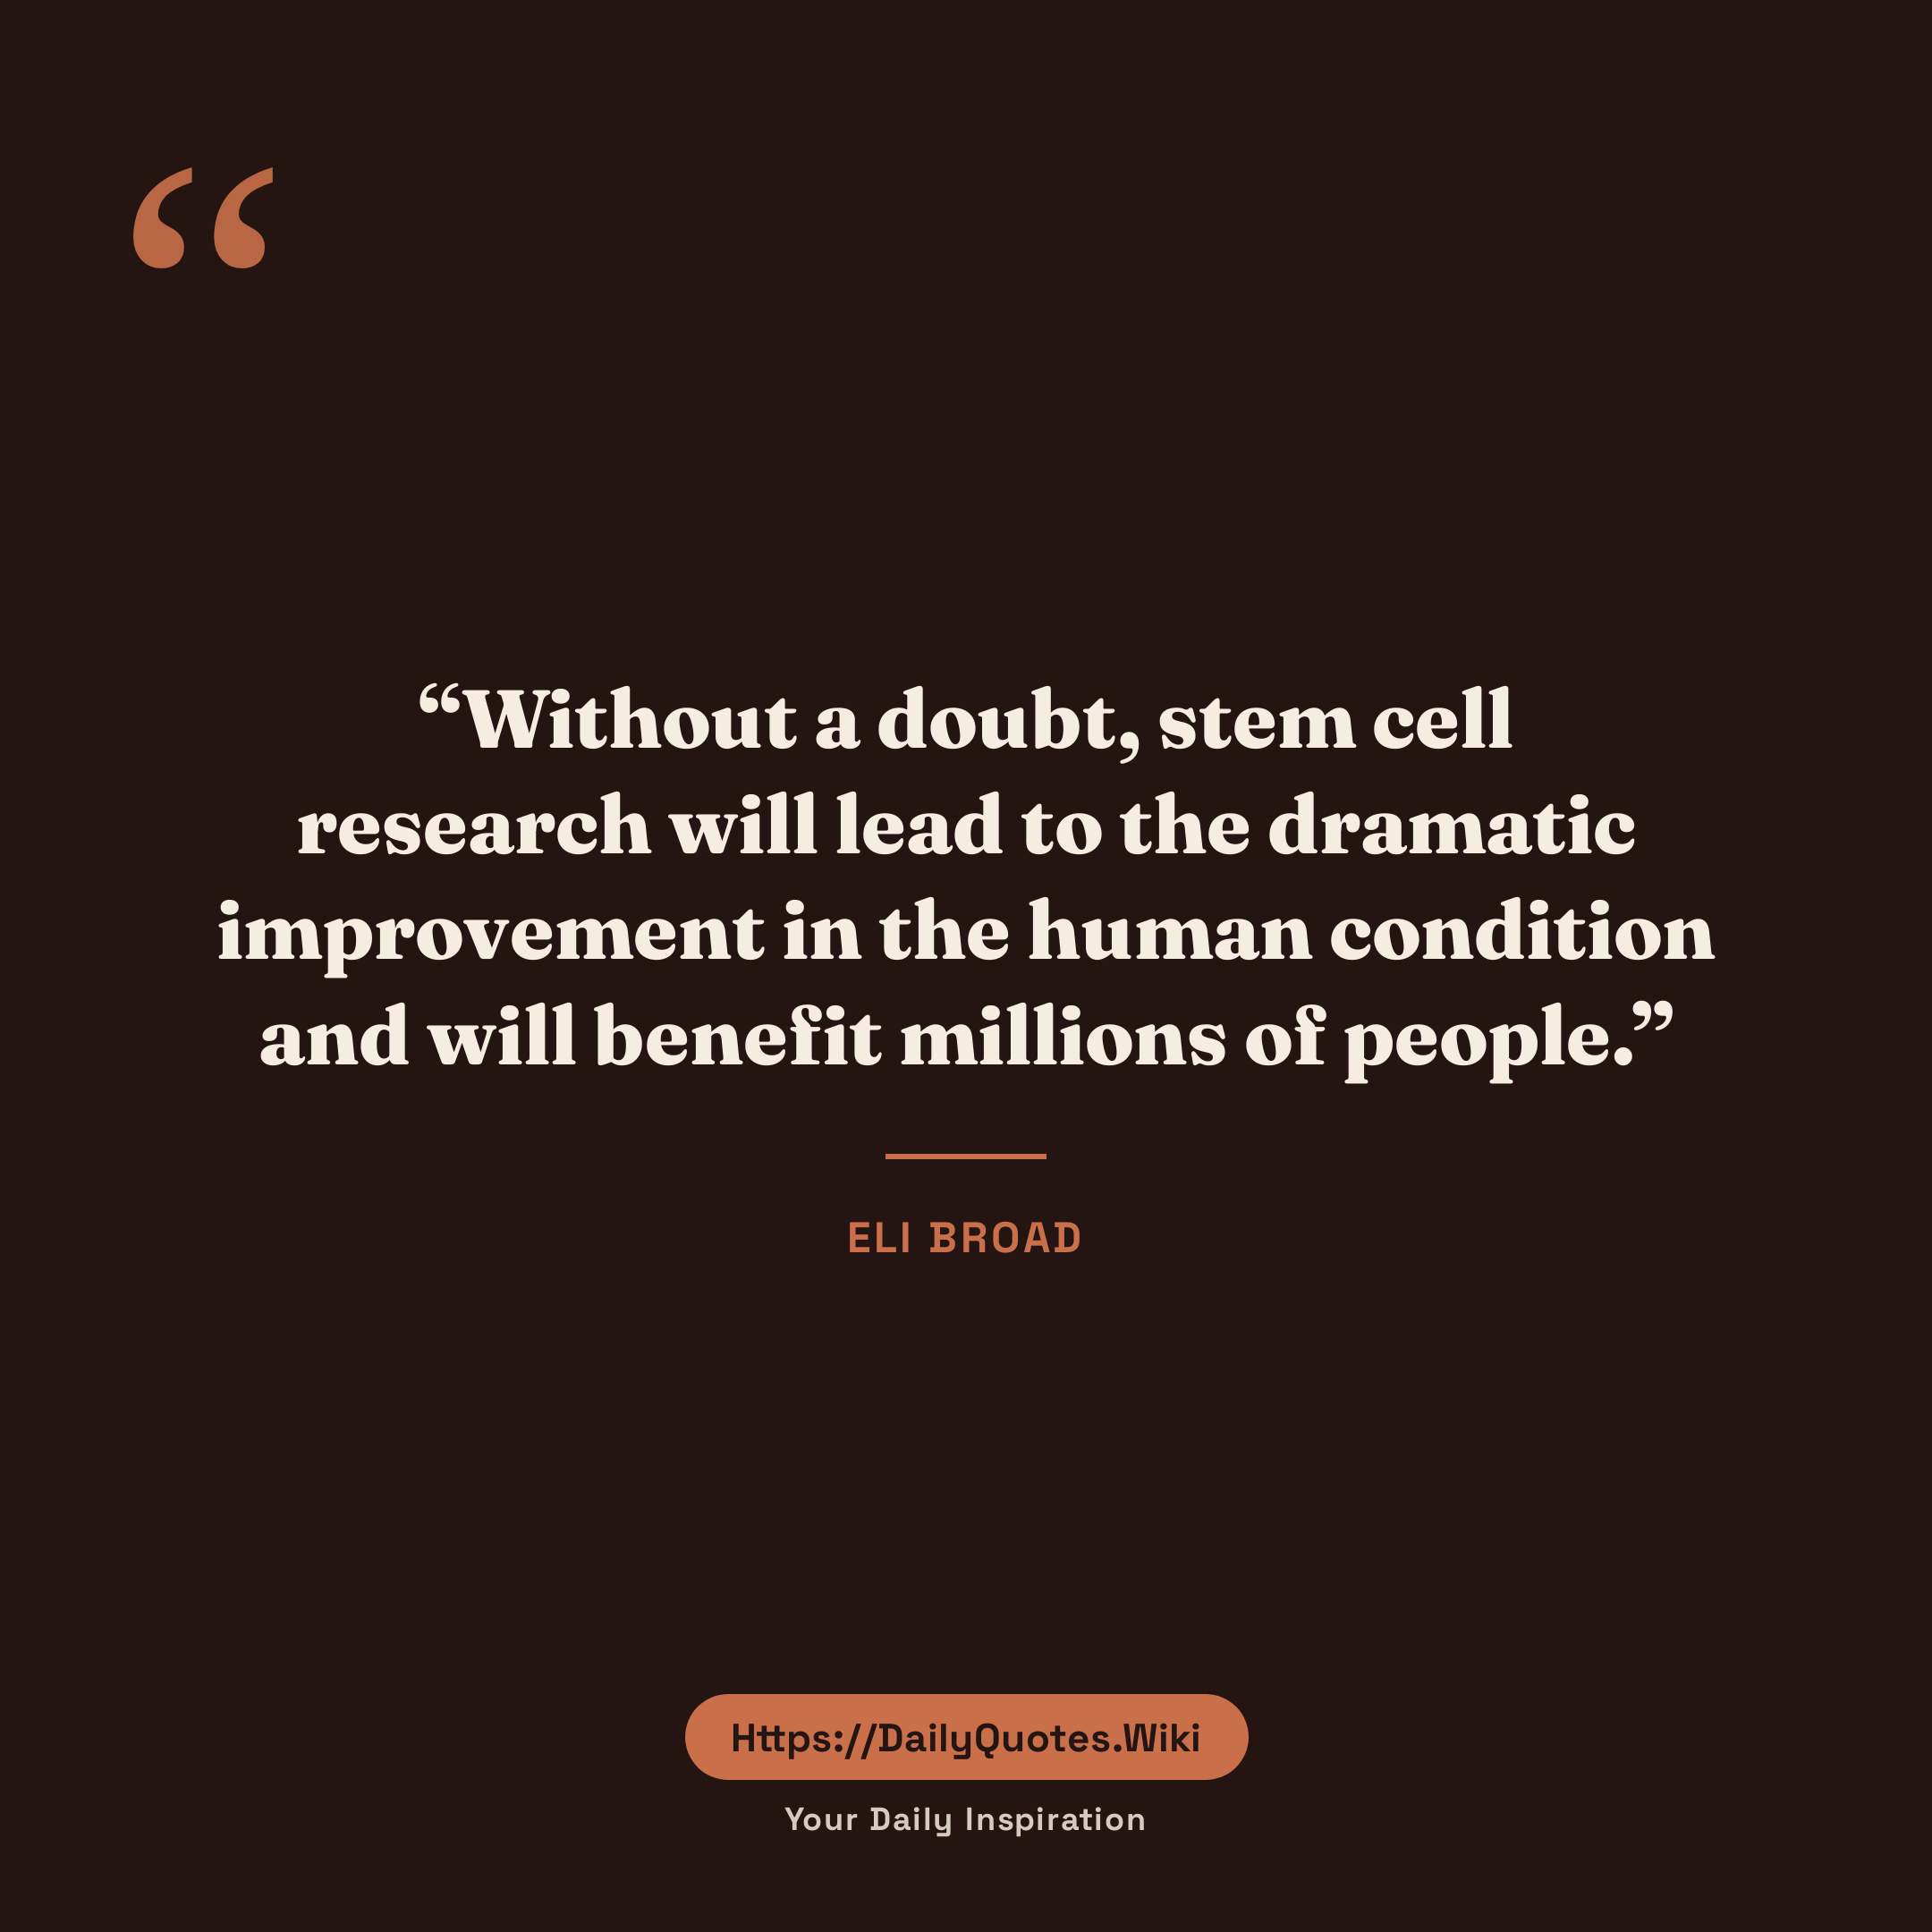 “
“Without a doubt, stem cell
research will lead to the dramatic
improvement in the human condition
and will benefit millions of people.”
ELI BROAD
Https://DailyQuotes.Wiki
Your Daily Inspiration